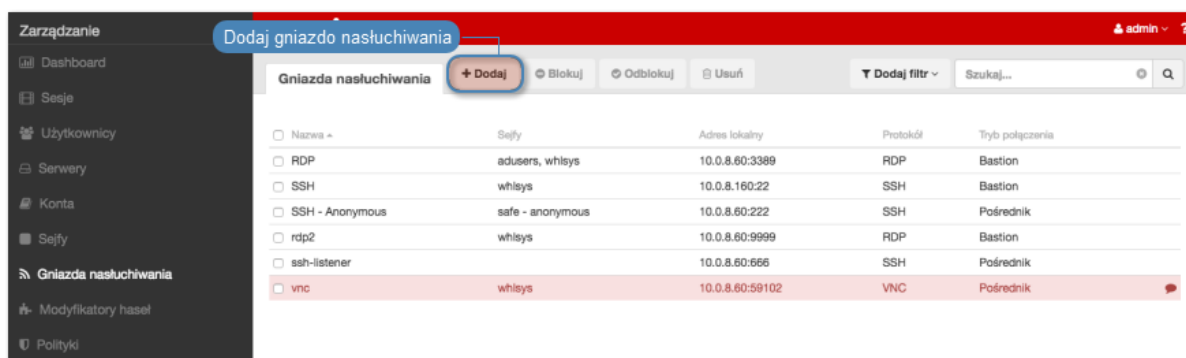 Zarządzanie
Dodaj gniazdo nasłuchiwania
admin
?
Dashboard
Sesje
Użytkownicy
Serwery
Konta
Sejfy
Gniazda nasłuchiwania
Modyfikatory haseł
Polityki
Gniazda nasłuchiwania
+ Dodaj
Blokuj
Odblokuj
Usuń
Dodaj filtr
Szukaj...
Nazwa Sejfy Adres lokalny Protokół Tryb połączenia
RDP adusers, whlsys 10.0.8.60:3389 RDP Bastion
SSH whlsys 10.0.8.160:22 SSH Bastion
SSH - Anonymous safe - anonymous 10.0.8.60:222 SSH Pośrednik
rdp2 whlsys 10.0.8.60:9999 RDP Bastion
ssh-listener 10.0.8.60:666 SSH Pośrednik
vnc whlsys 10.0.8.60:59102 VNC Pośrednik